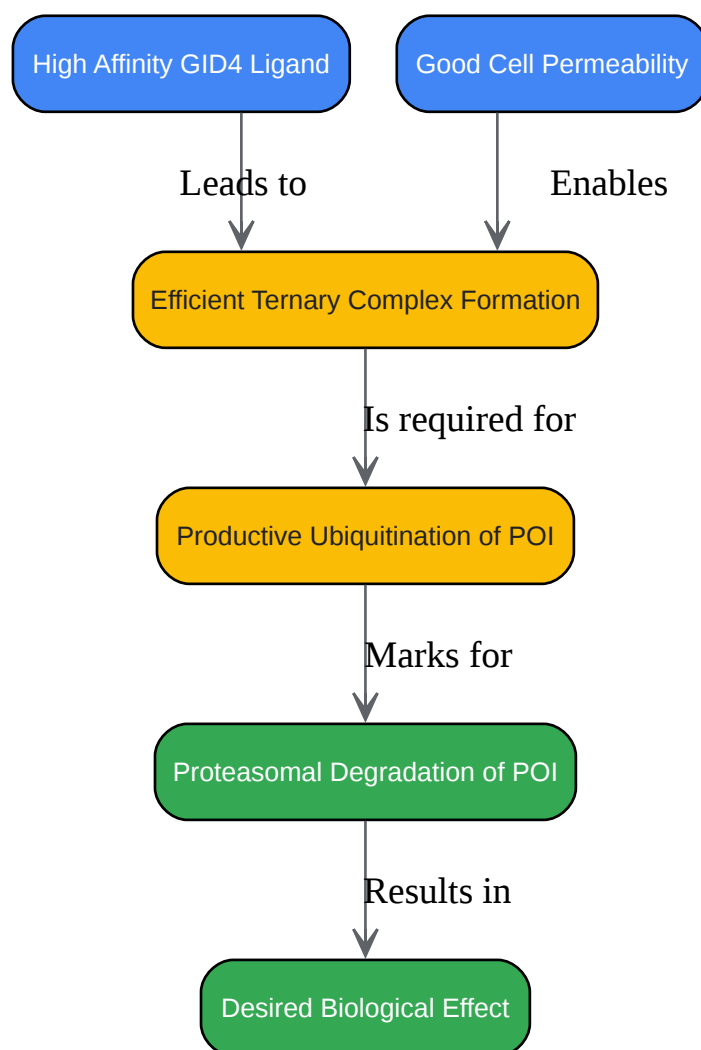 High Affinity GID4 Ligand
Good Cell Permeability
Leads to
Enables
Efficient Ternary Complex Formation
Is required for
Productive Ubiquitination of POI
Marks for
Proteasomal Degradation of POI
Results in
Desired Biological Effect